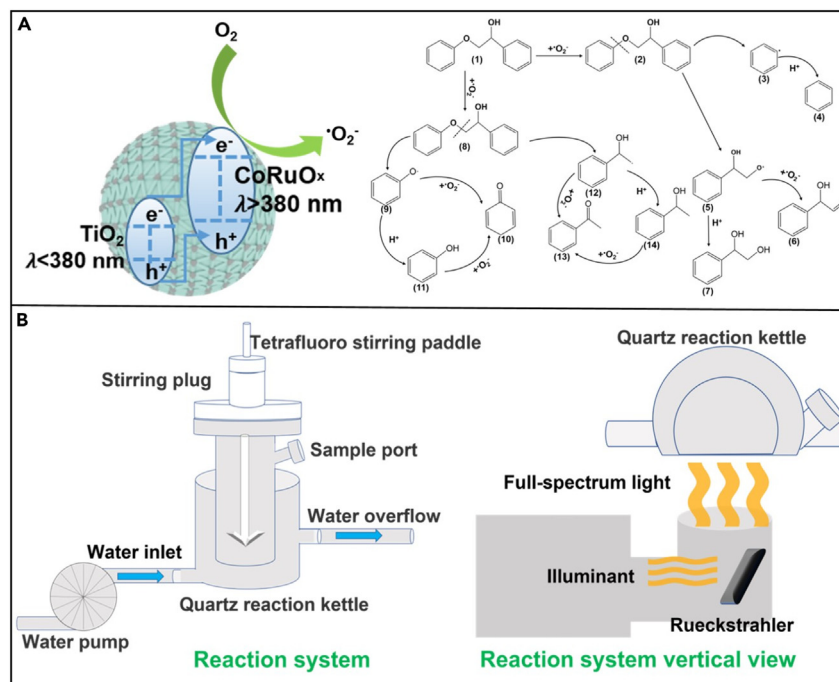 A
O₂
·O₂⁻
e⁻
CoRuOx
λ>380 nm
h⁺
TiO₂
λ<380 nm
e⁻
h⁺
OH
O
(1)
+·O₂⁻
OH
O
(2)
(3)
H⁺
(4)
+·O₂⁻
OH
O
(8)
O·
(9)
+·O₂⁻
O
(10)
H⁺
OH
(11)
+·O₂⁻
OH
(12)
+·O₂⁻
H⁺
O
(13)
OH
(14)
+·O₂⁻
OH
O·
(5)
+·O₂⁻
OH
(6)
H⁺
OH
OH
(7)
B
Tetrafluoro stirring paddle
Stirring plug
Sample port
Water overflow
Water inlet
Quartz reaction kettle
Water pump
Reaction system
Quartz reaction kettle
Full-spectrum light
Illuminant
Rueckstrahler
Reaction system vertical view